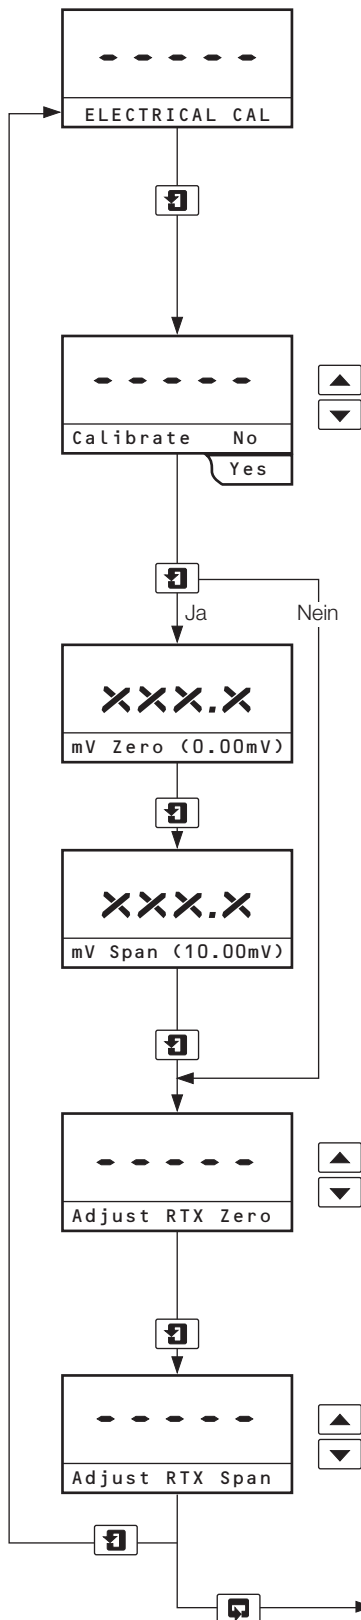 - - - - -
ELECTRICAL CAL
- - - - -
Calibrate No
Yes
Ja
Nein
XXX.X
mV Zero (0.00mV)
XXX.X
mV Span (10.00mV)
- - - - -
Adjust RTX Zero
- - - - -
Adjust RTX Span